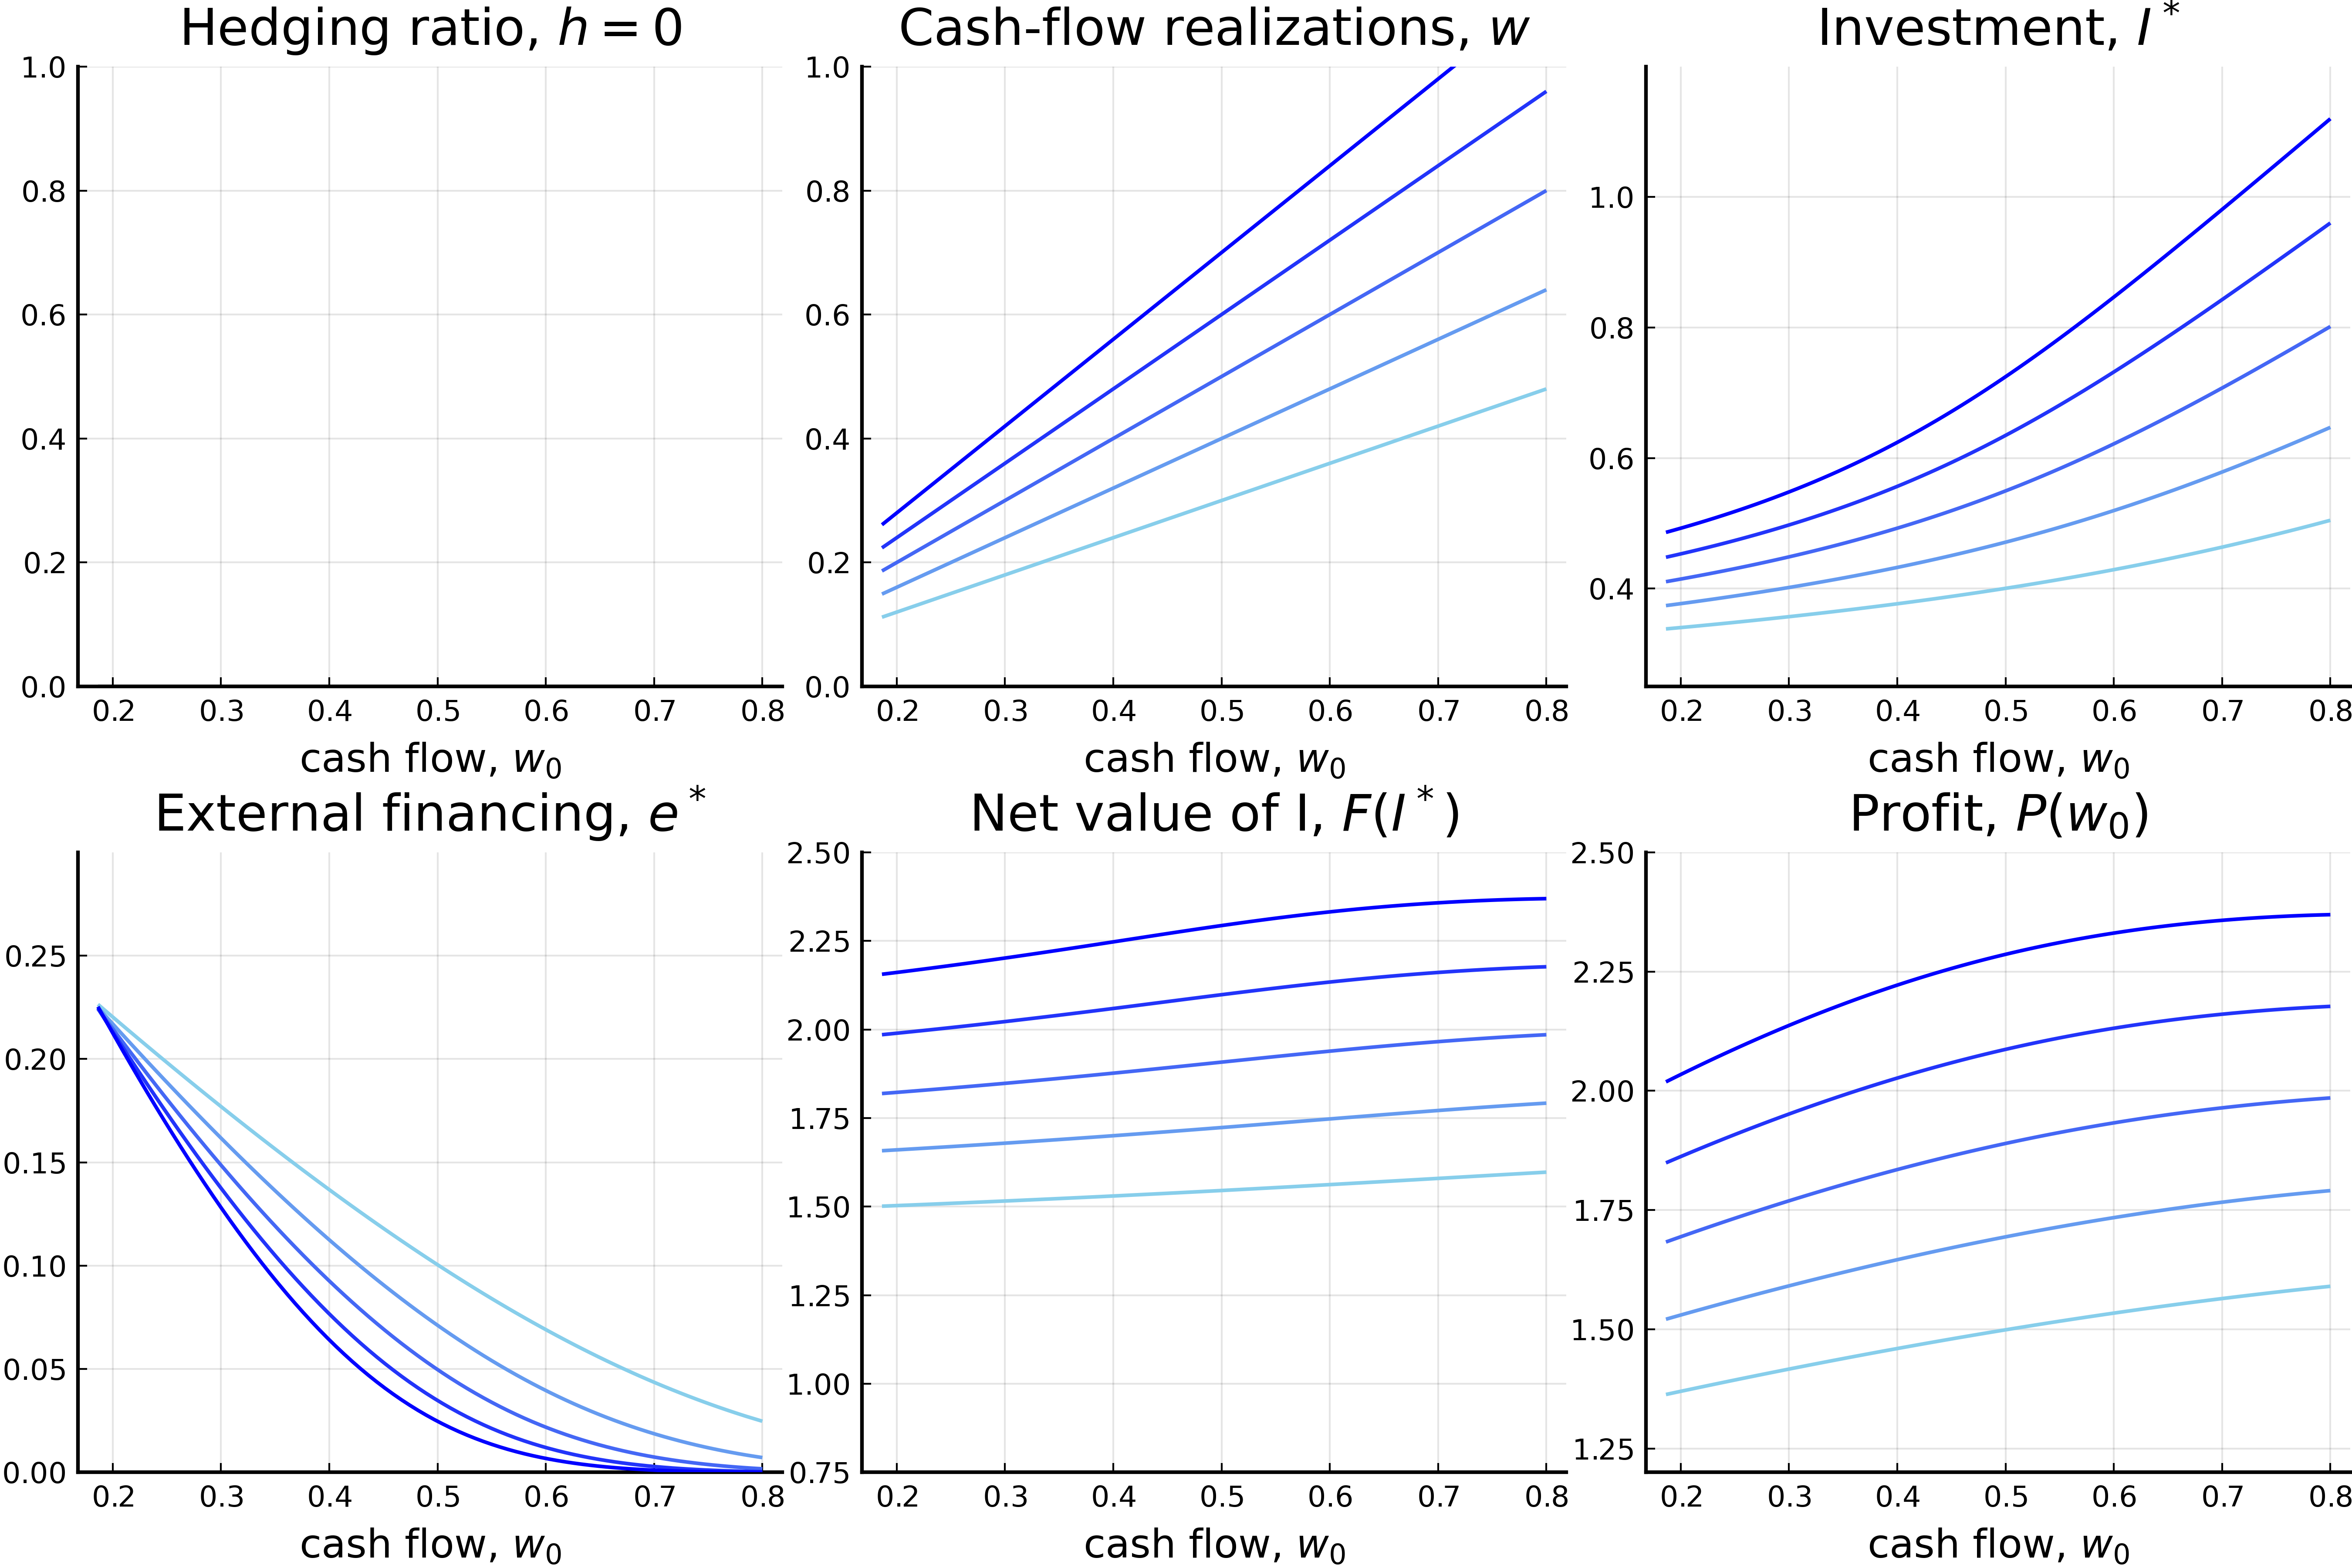 Hedging ratio, h = 0
1.0
0.8
0.6
0.4
0.2
0.0
0.2 0.3 0.4 0.5 0.6 0.7 0.8
cash flow, w₀
Cash-flow realizations, w
1.0
0.8
0.6
0.4
0.2
0.0
0.2 0.3 0.4 0.5 0.6 0.7 0.8
cash flow, w₀
Investment, I*
1.0
0.8
0.6
0.4
0.2 0.3 0.4 0.5 0.6 0.7 0.8
cash flow, w₀
External financing, e*
0.25
0.20
0.15
0.10
0.05
0.00
0.2 0.3 0.4 0.5 0.6 0.7 0.8
cash flow, w₀
Net value of I, F(I*)
2.50
2.25
2.00
1.75
1.50
1.25
1.00
0.75
0.2 0.3 0.4 0.5 0.6 0.7 0.8
cash flow, w₀
Profit, P(w₀)
2.50
2.25
2.00
1.75
1.50
1.25
0.2 0.3 0.4 0.5 0.6 0.7 0.8
cash flow, w₀